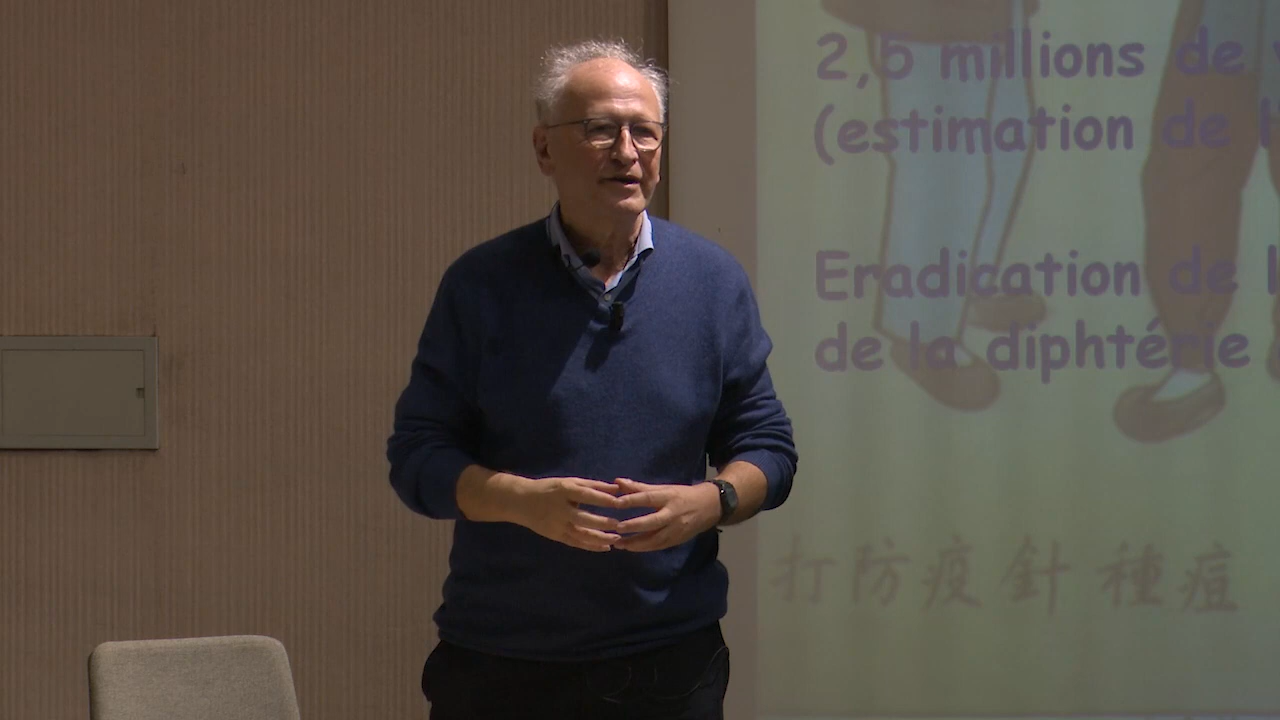 2,5 millions de
(estimation de l
Eradication de l
de la diphtérie
打防疫針 種痘